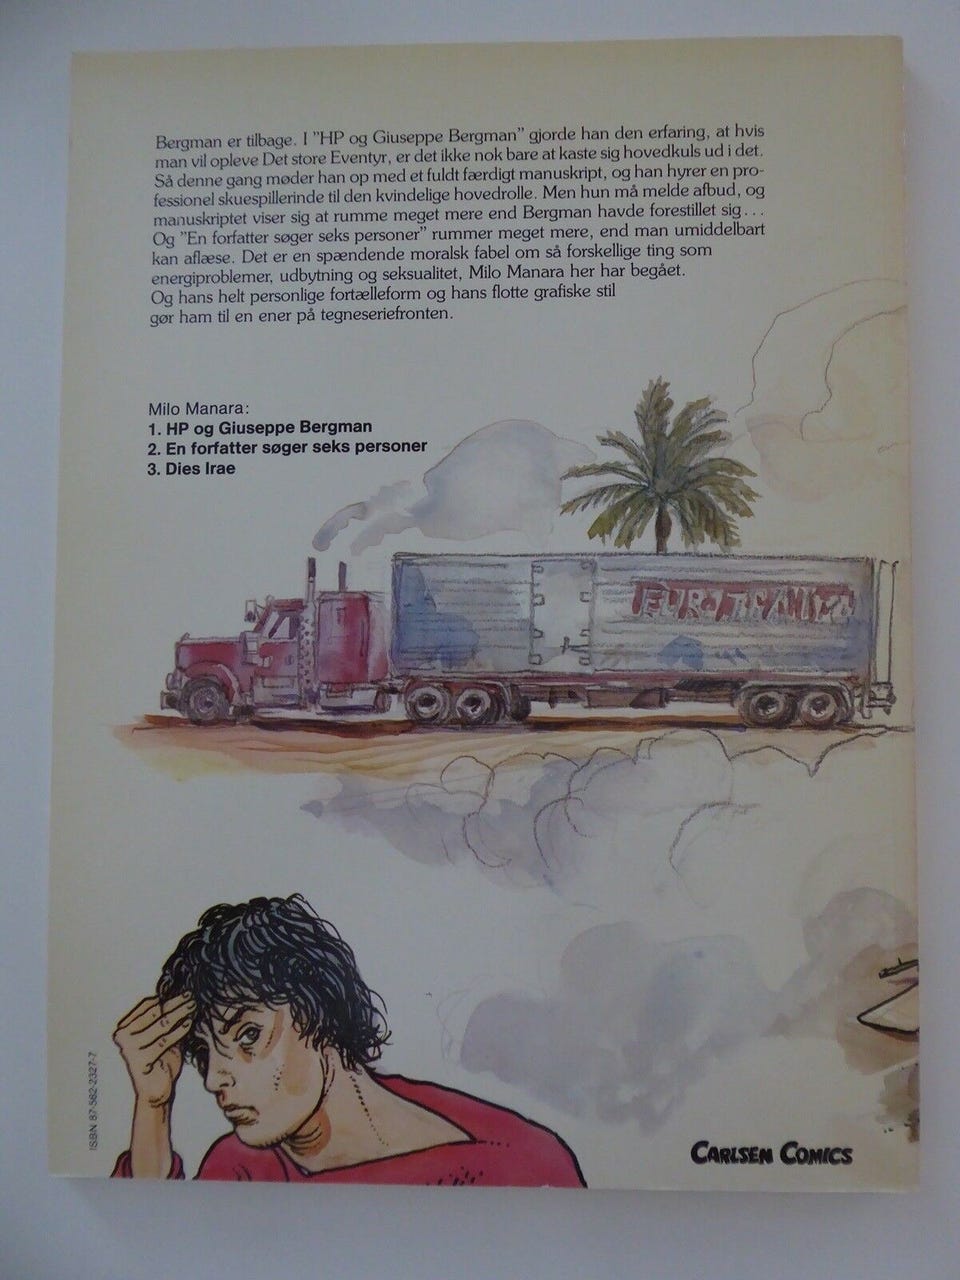 Bergman er tilbage. I "HP og Giuseppe Bergman" gjorde han den erfaring, at hvis
man vil opleve Det store Eventyr, er det ikke nok bare at kaste sig hovedkuls ud i det.
Så denne gang møder han op med et fuldt færdigt manuskript, og han hyrer en pro-
fessionel skuespillerinde til den kvindelige hovedrolle. Men hun må melde afbud, og
manuskriptet viser sig at rumme meget mere end Bergman havde forestillet sig...
Og "En forfatter søger seks personer" rummer meget mere, end man umiddelbart
kan aflæse. Det er en spændende moralsk fabel om så forskellige ting som
energiproblemer, udbytning og seksualitet, Milo Manara her har begået.
Og hans helt personlige fortælleform og hans flotte grafiske stil
gør ham til en ener på tegneseriefronten.
Milo Manara:
1. HP og Giuseppe Bergman
2. En forfatter søger seks personer
3. Dies Irae
ISBN 87-562-2327-7
CARLSEN COMICS